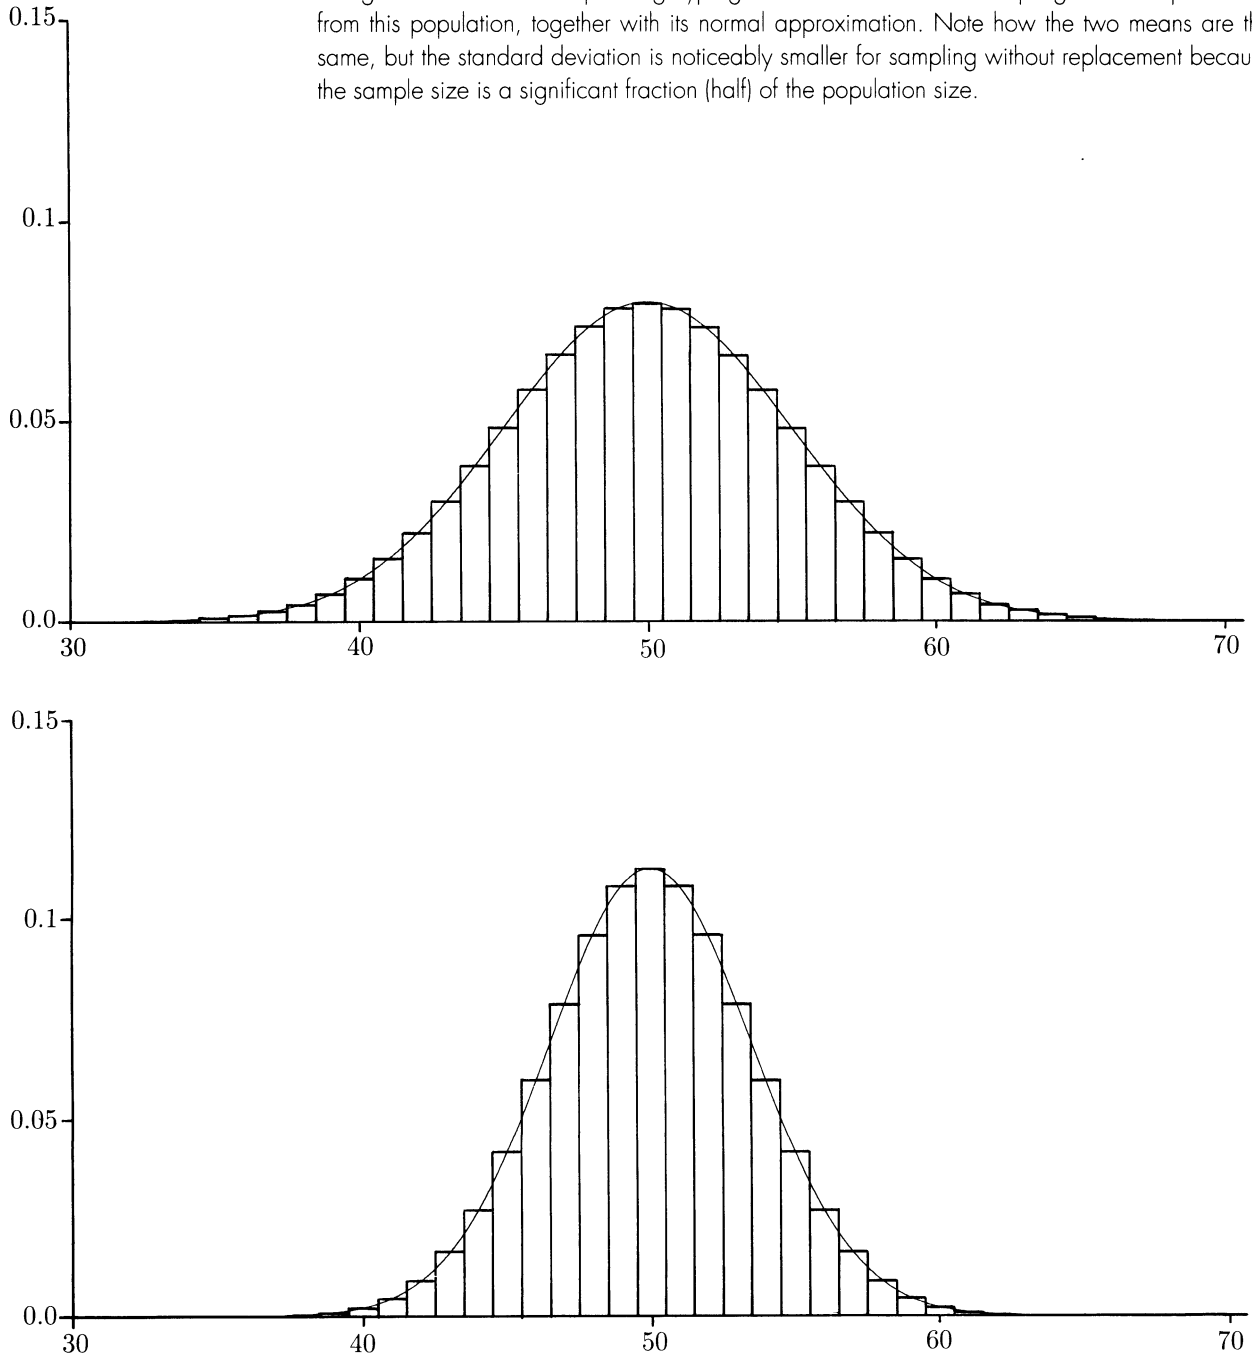 from this population, together with its normal approximation. Note how the two means are
same, but the standard deviation is noticeably smaller for sampling without replacement
the sample size is a significant fraction (half) of the population size.
0.15
0.1
0.05
0.0
30 40 50 60 70
0.15
0.1
0.05
0.0
30 40 50 60 70